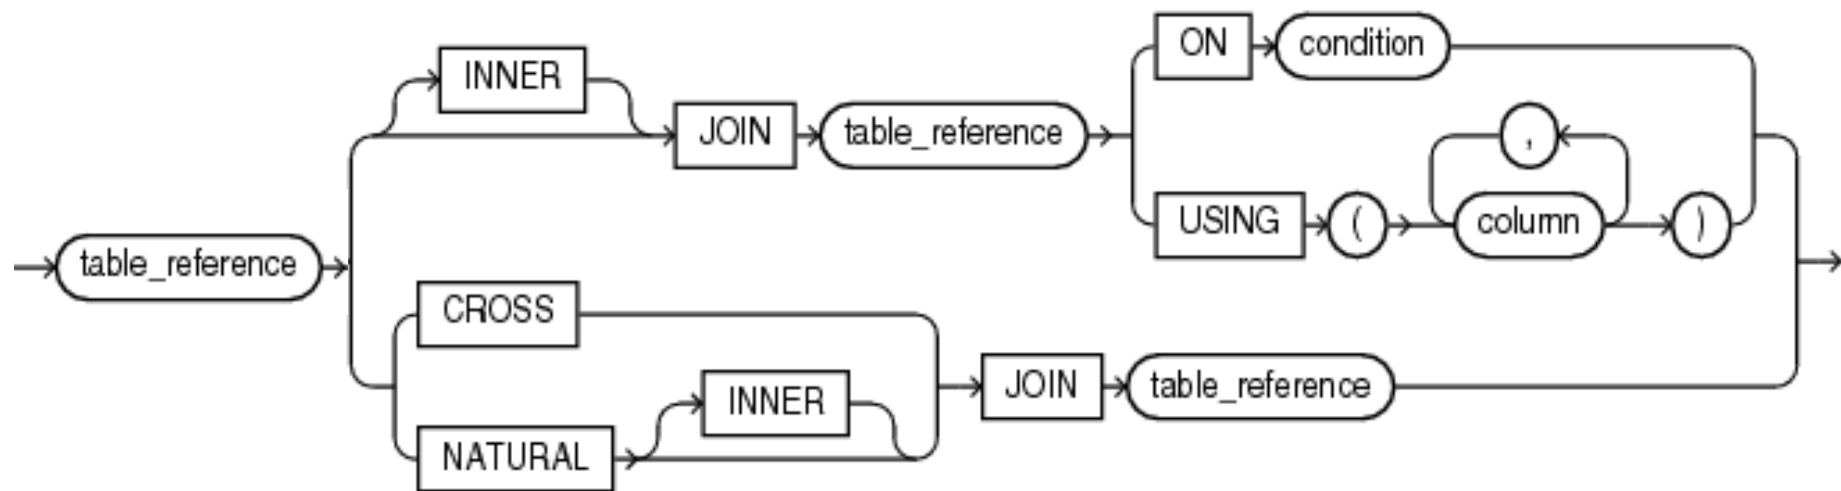 INNER
JOIN
table_reference
ON
condition
USING
(
,
column
)
table_reference
CROSS
NATURAL
INNER
JOIN
table_reference